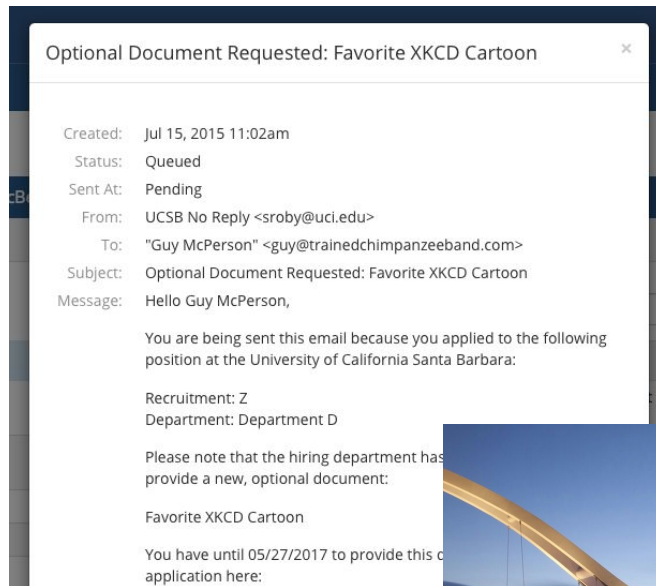 Optional Document Requested: Favorite XKCD Cartoon ×
Created: Jul 15, 2015 11:02am
Status: Queued
Sent At: Pending
From: UCSB No Reply <sroby@uci.edu>
To: "Guy McPerson" <guy@trainedchimpanzeeband.com>
Subject: Optional Document Requested: Favorite XKCD Cartoon
Message: Hello Guy McPerson,
You are being sent this email because you applied to the following
position at the University of California Santa Barbara:
Recruitment: Z
Department: Department D
Please note that the hiring department has
provide a new, optional document:
Favorite XKCD Cartoon
You have until 05/27/2017 to provide this
application here: